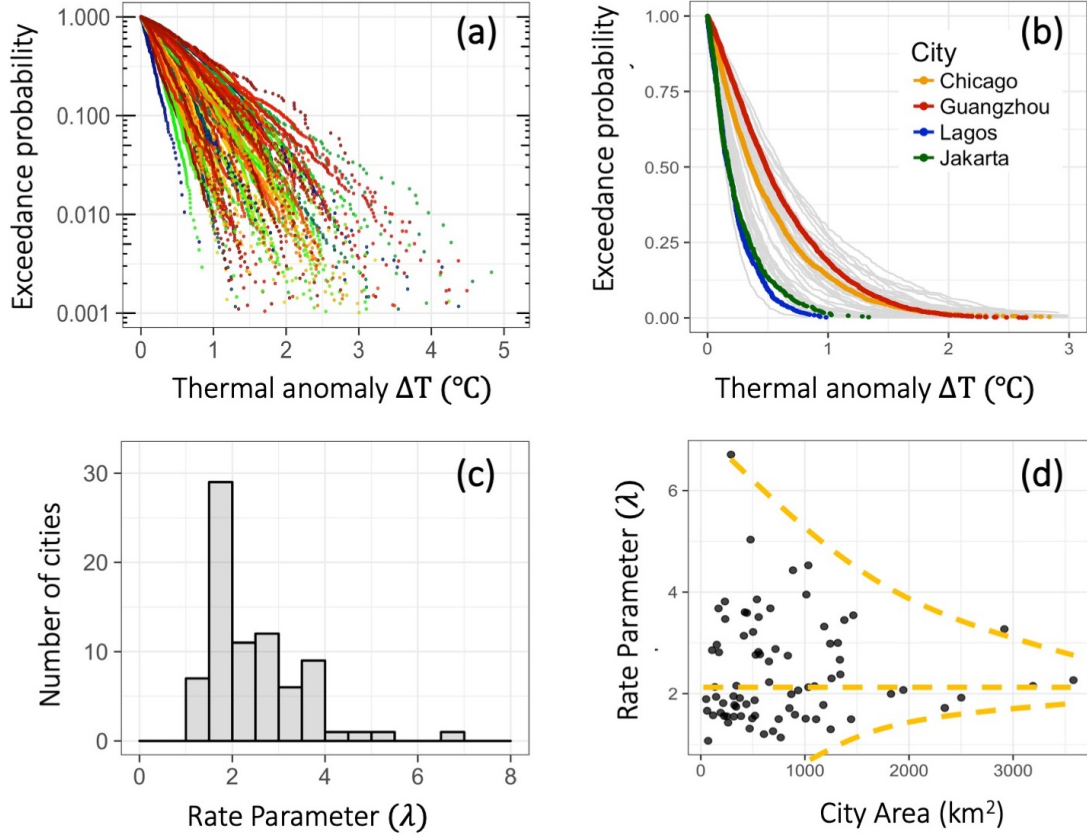 (a)
Exceedance probability
1.000
0.100
0.010
0.001
0 1 2 3 4 5
Thermal anomaly ΔT (°C)
(b)
Exceedance probability
1.00
0.75
0.50
0.25
0.00
City
Chicago
Guangzhou
Lagos
Jakarta
0 1 2 3
Thermal anomaly ΔT (°C)
(c)
Number of cities
30
20
10
0
0 2 4 6 8
Rate Parameter (λ)
(d)
Rate Parameter (λ)
6
4
2
0 1000 2000 3000
City Area (km²)